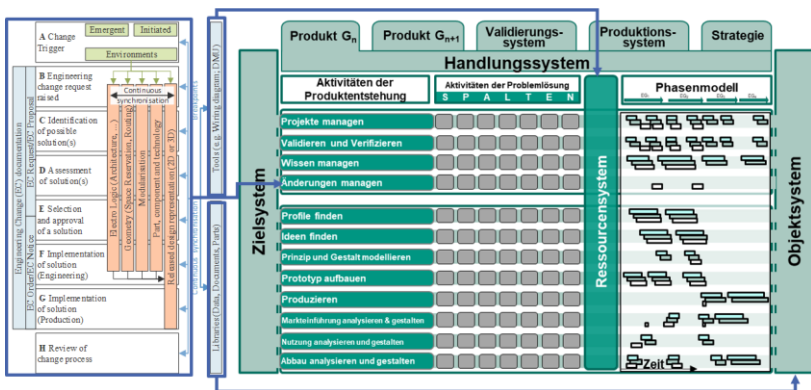 Emergent
Initiated
A Change
Trigger
Environments
B Engineering
change request
raised
Continuous
synchronisation
C Identification
of possible
solution(s)
D Assessment
of solution(s)
E Selection
and approval
of a solution
F Implementation
of solution
(Engineering)
G Implementation
of solution
(Production)
H Review of
change process
Engineering Change (EC) documentation
EC Request/EC Proposal
EC Order/EC Notice
Electro Logic (Architecture, ...)
Geometry (Space Reservation, Routing)
Modularisation
Part, component and technology
Released design representation (2D or 3D)
Breakpoints
Continuous synchronisation
Tools (e.g. Wiring diagram, DMU)
Libraries (Data, Documents, Parts)
Produkt Gn
Produkt Gn+1
Validierungs-
system
Produktions-
system
Strategie
Handlungssystem
Zielsystem
Aktivitäten der
Produktentstehung
Aktivitäten der Problemlösung
S P A L T E N
Ressourcensystem
Phasenmodell
Objektsystem
Projekte managen
Validieren und Verifizieren
Wissen managen
Änderungen managen
Profile finden
Ideen finden
Prinzip und Gestalt modellieren
Prototyp aufbauen
Produzieren
Markteinführung analysieren & gestalten
Nutzung analysieren und gestalten
Abbau analysieren und gestalten
Zeit